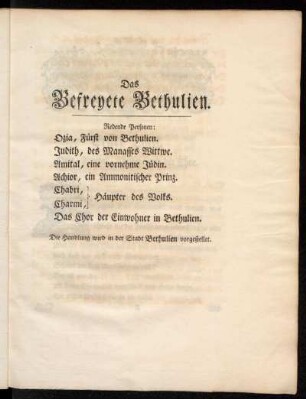 Das
Befreyete Bethulien.
Redende Personen:
Ozia, Fürst von Bethulien.
Judith, des Manasses Wittwe.
Amital, eine vornehme Jüdin.
Achior, ein Ammonitischer Prinz.
Chabri,
Charmi, } Häupter des Volks.
Das Chor der Einwohner in Bethulien.
Die Handlung wird in der Stadt Bethulien vorgestellet.